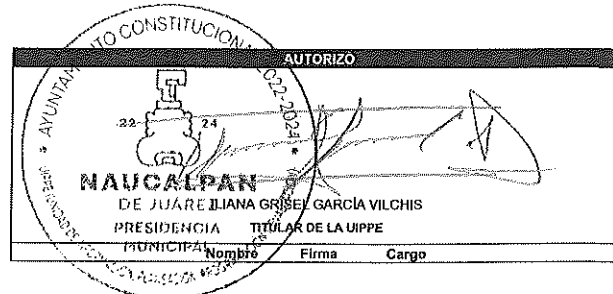 AUTORIZÓ
AYUNTAMIENTO CONSTITUCIONAL 2022-2024
22 24
NAUCALPAN
DE JUÁREZ
ILIANA GRISEL GARCÍA VILCHIS
PRESIDENCIA
TITULAR DE LA UIPPE
MUNICIPAL
Nombre Firma Cargo